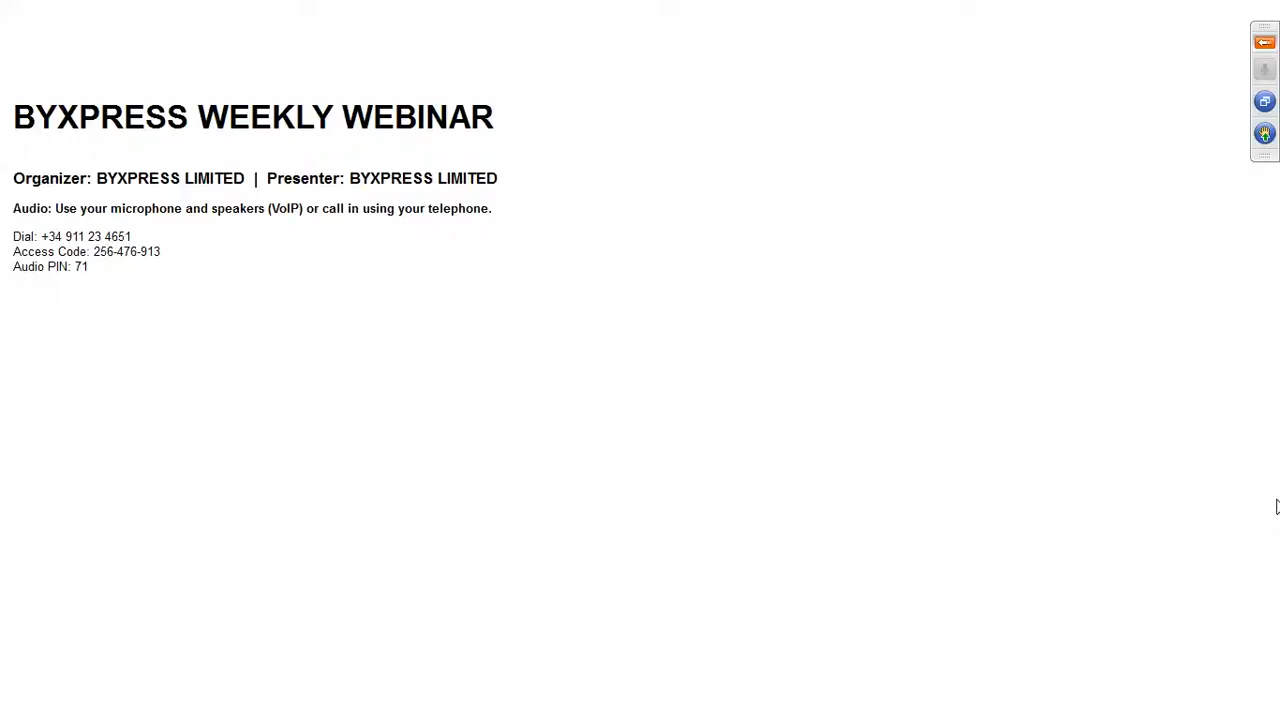 BYXPRESS WEEKLY WEBINAR
Organizer: BYXPRESS LIMITED | Presenter: BYXPRESS LIMITED
Audio: Use your microphone and speakers (VoIP) or call in using your telephone.
Dial: +34 911 23 4651
Access Code: 256-476-913
Audio PIN: 71